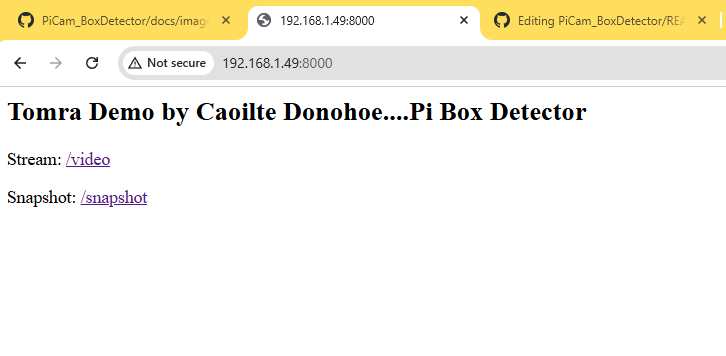 PiCam_BoxDetector/docs/imag
192.168.1.49:8000
Editing PiCam_BoxDetector/REA
Not secure
192.168.1.49:8000
Tomra Demo by Caoilte Donohoe....Pi Box Detector
Stream: /video
Snapshot: /snapshot